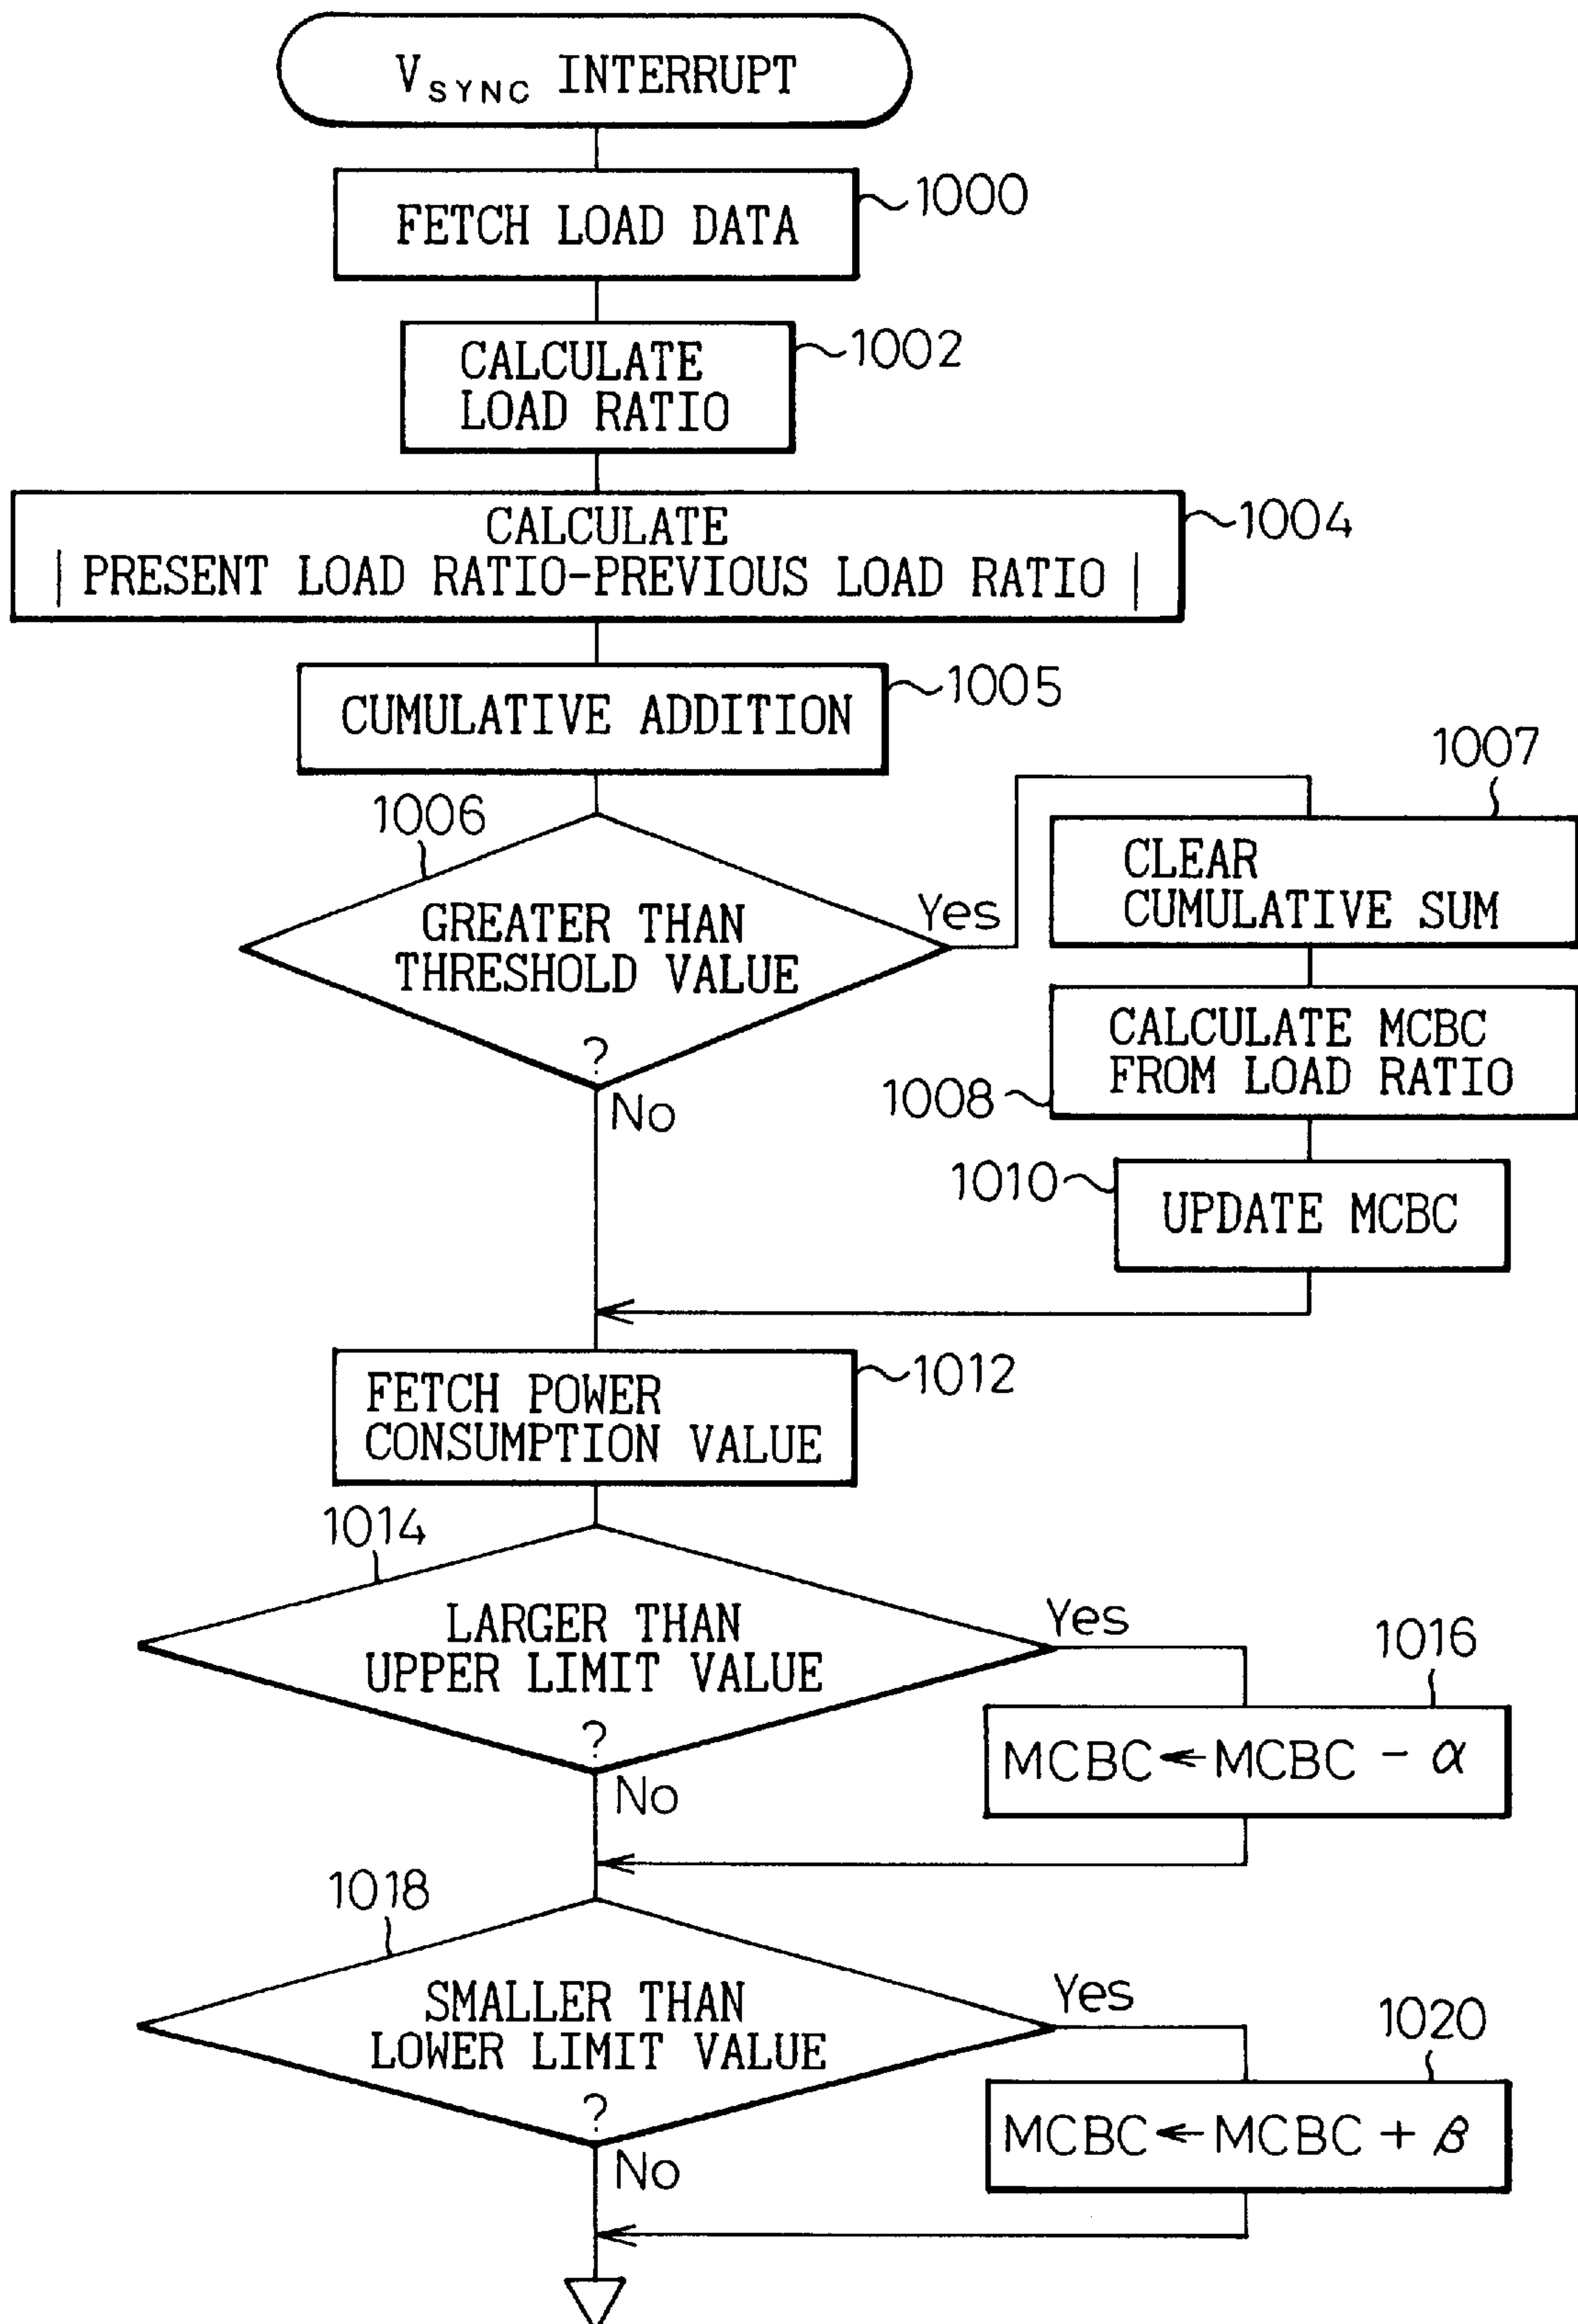 VSYNC INTERRUPT
FETCH LOAD DATA
1000
CALCULATE
LOAD RATIO
1002
CALCULATE
| PRESENT LOAD RATIO-PREVIOUS LOAD RATIO |
1004
CUMULATIVE ADDITION
1005
1006
GREATER THAN
THRESHOLD VALUE
?
Yes
No
1007
CLEAR
CUMULATIVE SUM
CALCULATE MCBC
FROM LOAD RATIO
1008
1010
UPDATE MCBC
FETCH POWER
CONSUMPTION VALUE
1012
1014
LARGER THAN
UPPER LIMIT VALUE
?
Yes
No
1016
MCBC ← MCBC - α
1018
SMALLER THAN
LOWER LIMIT VALUE
?
Yes
No
1020
MCBC ← MCBC + β